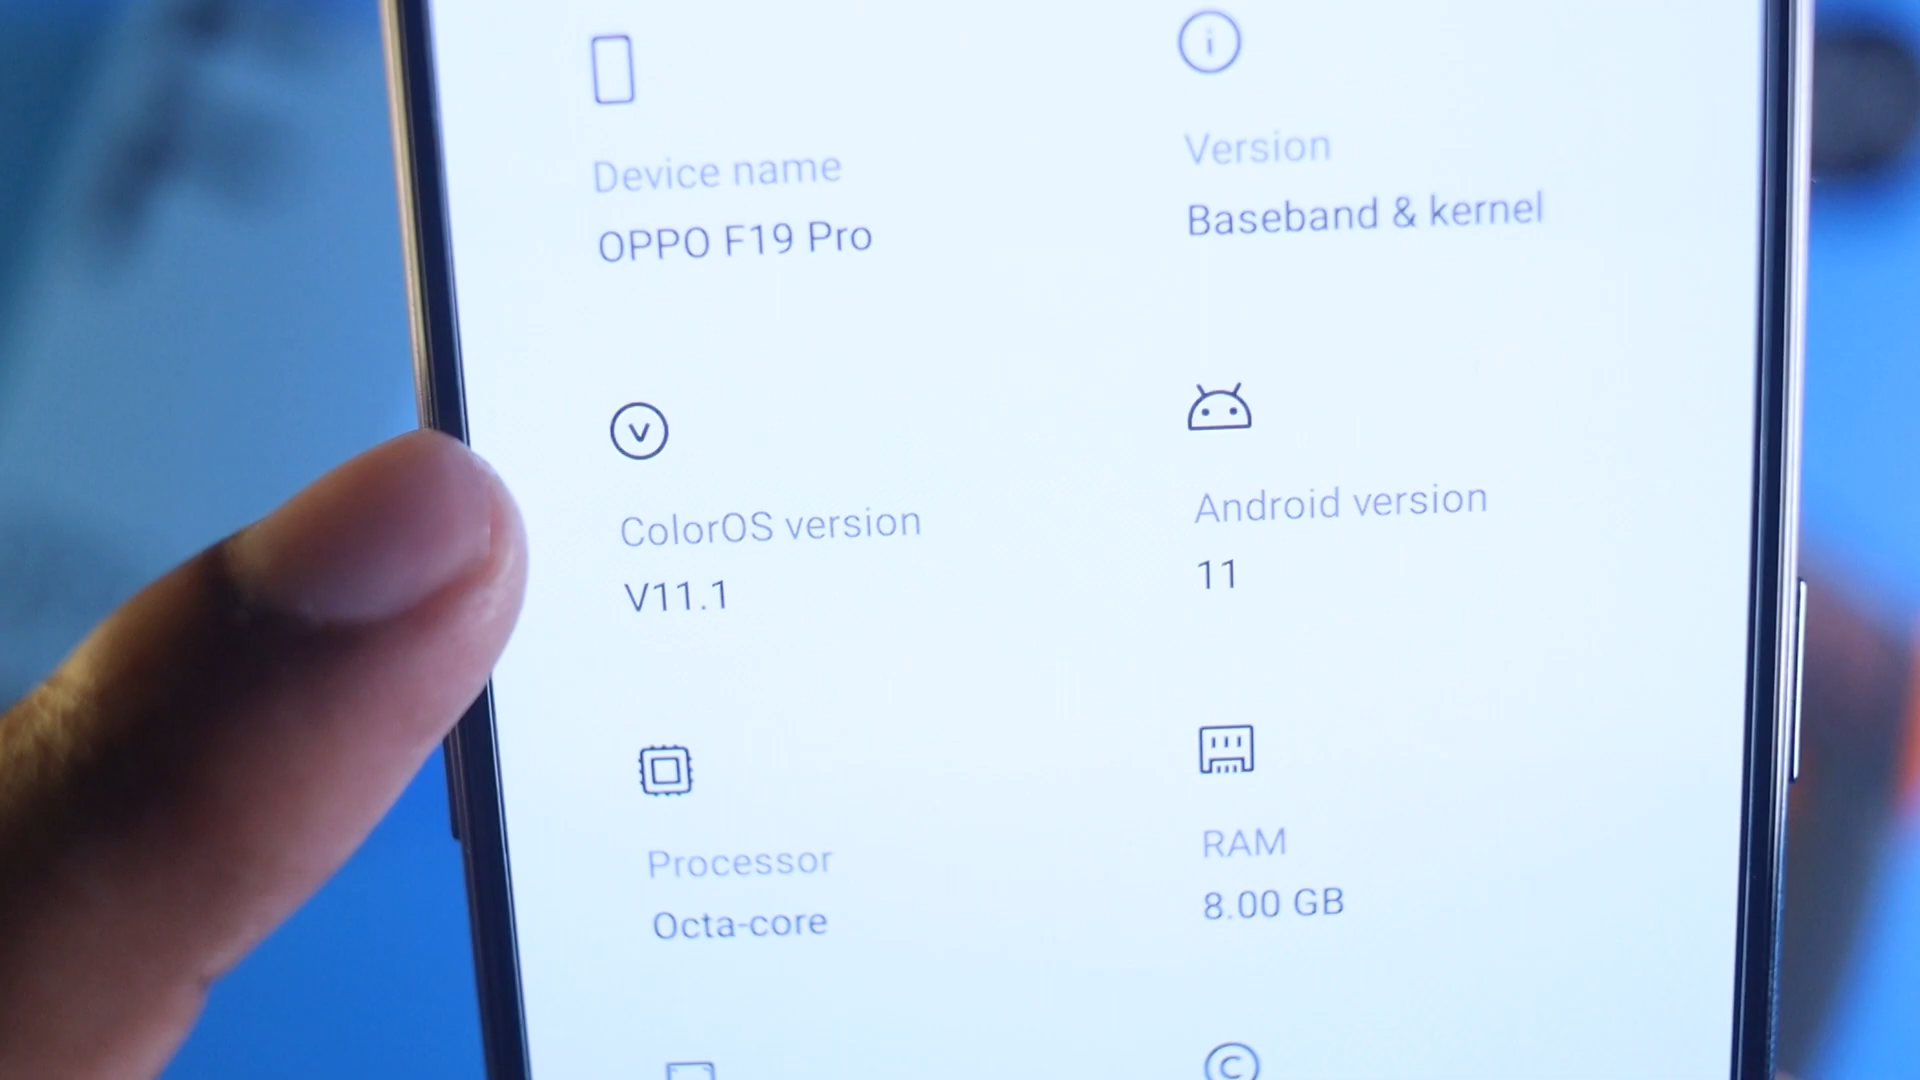 Device name
OPPO F19 Pro
Version
Baseband & kernel
ColorOS version
V11.1
Android version
11
Processor
Octa-core
RAM
8.00 GB